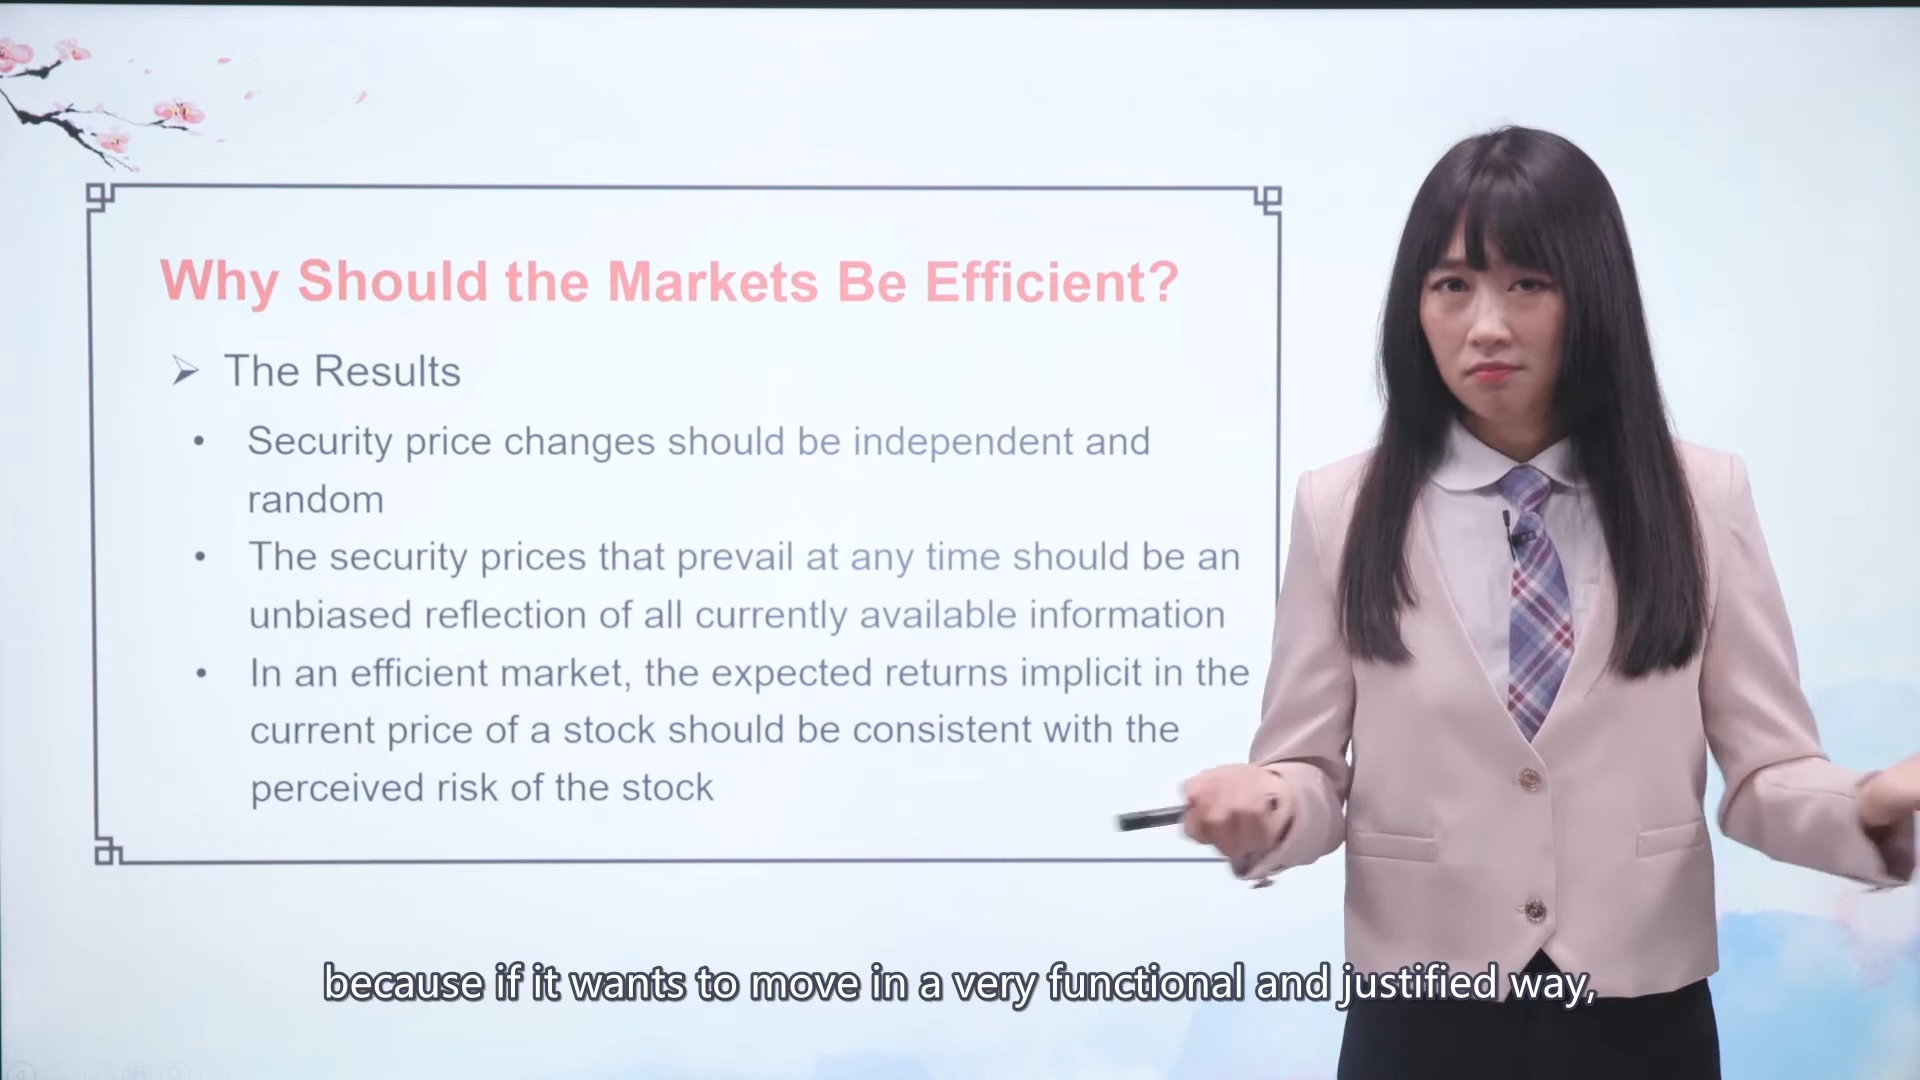 Why Should the Markets Be Efficient?
The Results
Security price changes should be independent and
random
The security prices that prevail at any time should be an
unbiased reflection of all currently available information
In an efficient market, the expected returns implicit in the
current price of a stock should be consistent with the
perceived risk of the stock
because if it wants to move in a very functional and justified way,